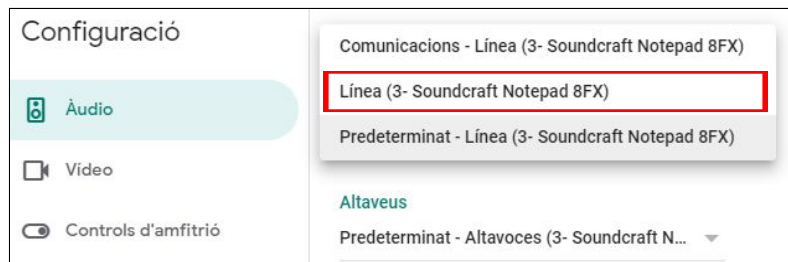 Configuració
Àudio
Vídeo
Controls d'amfitrió
Comunicacions - Línea (3- Soundcraft Notepad 8FX)
Línea (3- Soundcraft Notepad 8FX)
Predeterminat - Línea (3- Soundcraft Notepad 8FX)
Altaveus
Predeterminat - Altavoces (3- Soundcraft N...